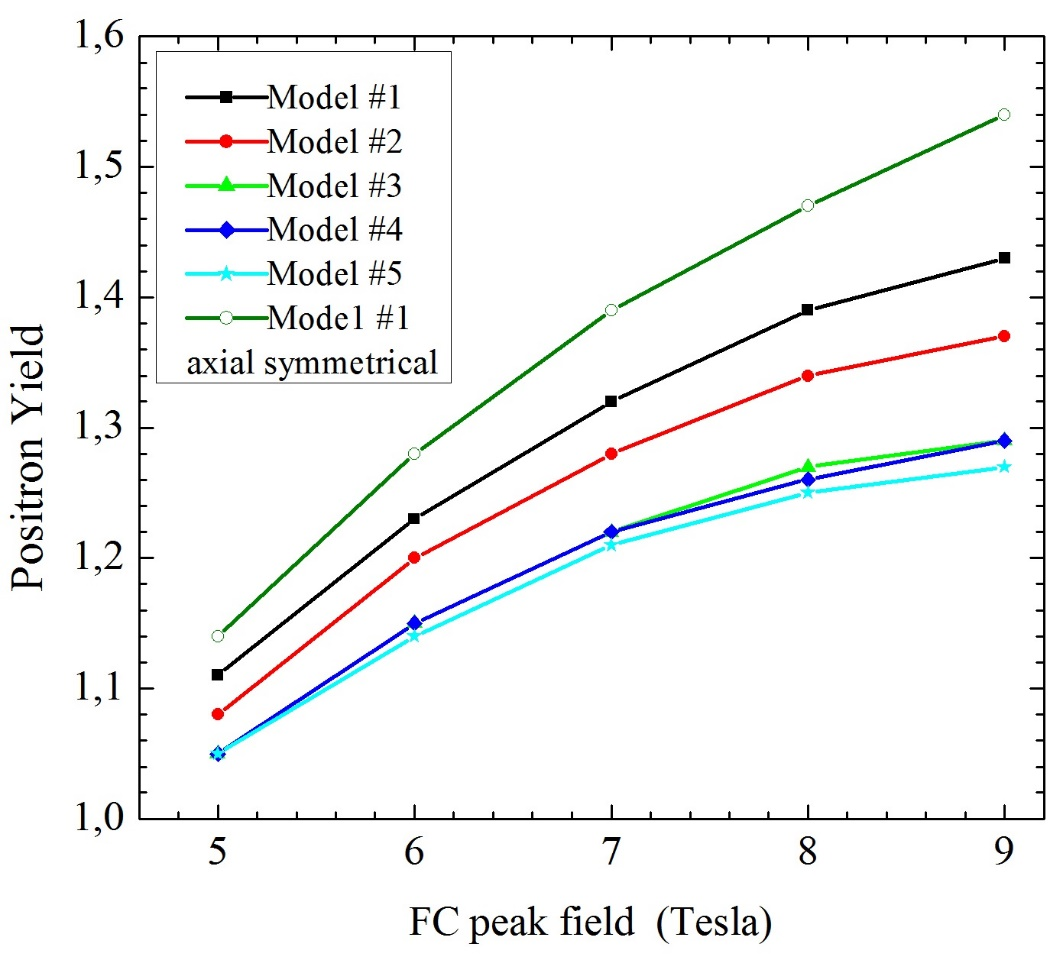 1,6
1,5
1,4
1,3
1,2
1,1
1,0
Positron Yield
Model #1
Model #2
Model #3
Model #4
Model #5
Mode1 #1
axial symmetrical
5 6 7 8 9
FC peak field (Tesla)